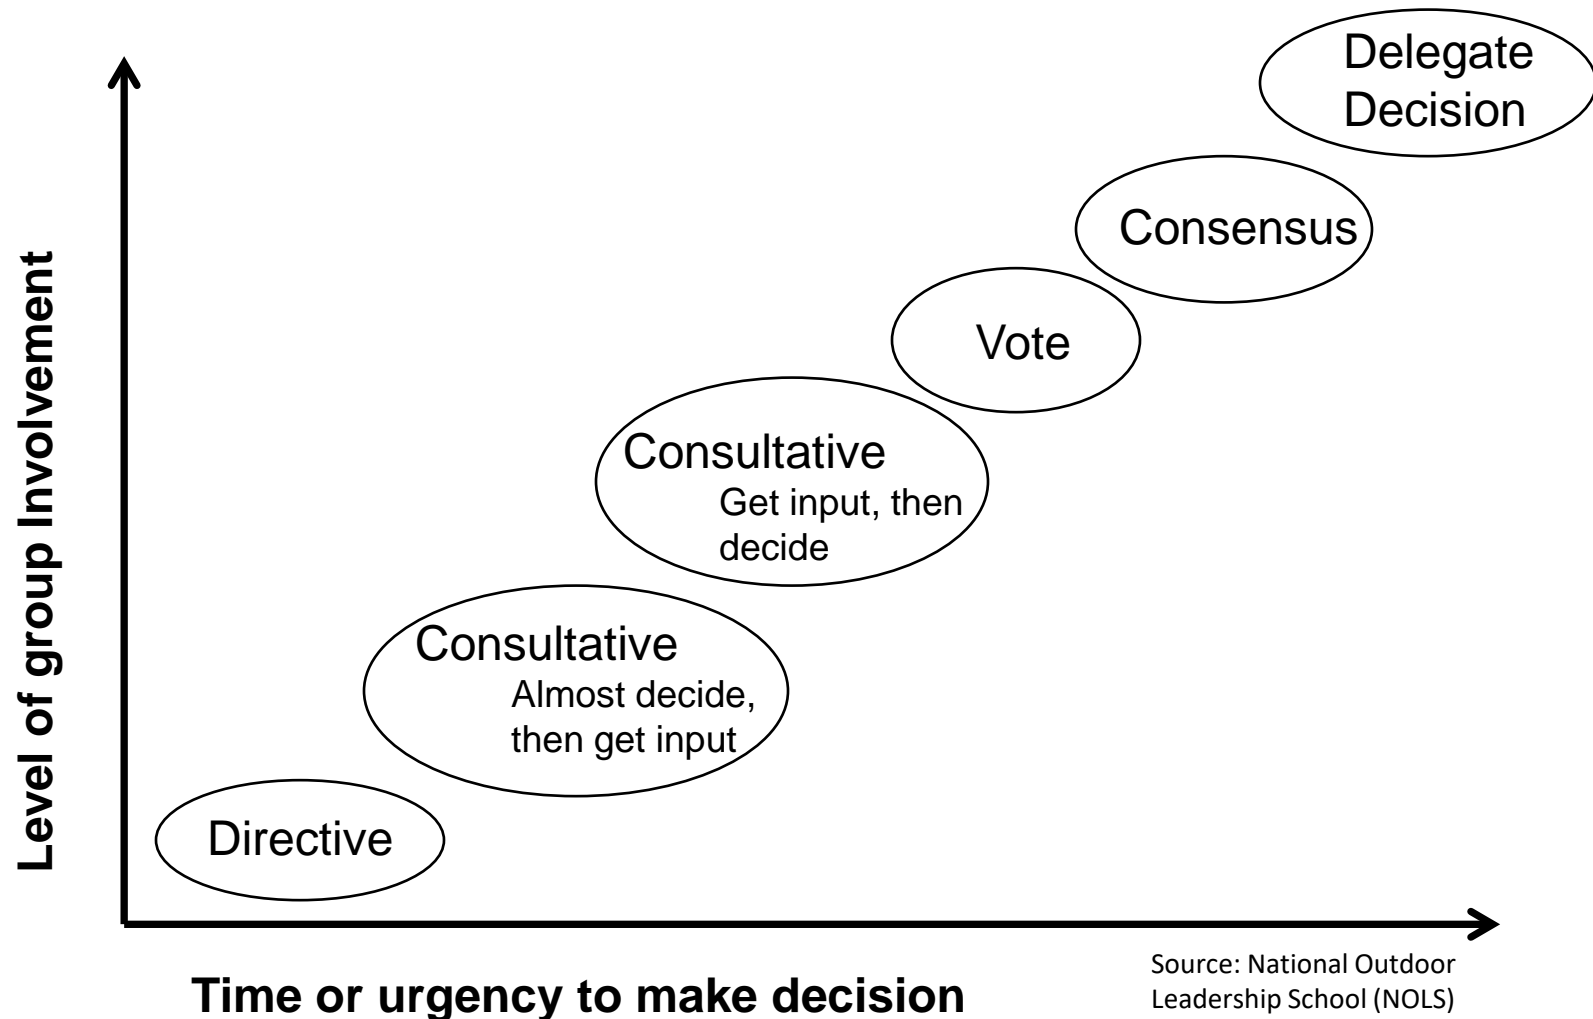 Delegate
Decision
Consensus
Vote
Consultative
Get input, then
decide
Consultative
Almost decide,
then get input
Directive
Level of group Involvement
Time or urgency to make decision
Source: National Outdoor
Leadership School (NOLS)